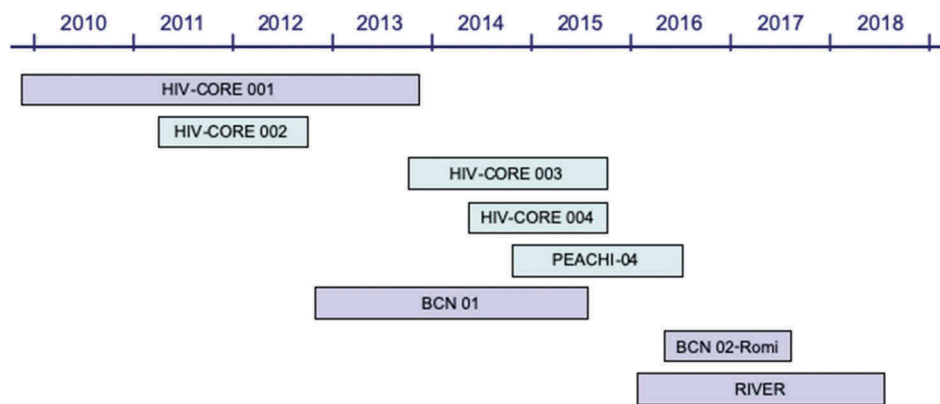 2010 2011 2012 2013 2014 2015 2016 2017 2018
HIV-CORE 001
HIV-CORE 002
HIV-CORE 003
HIV-CORE 004
PEACHI-04
BCN 01
BCN 02-Romi
RIVER